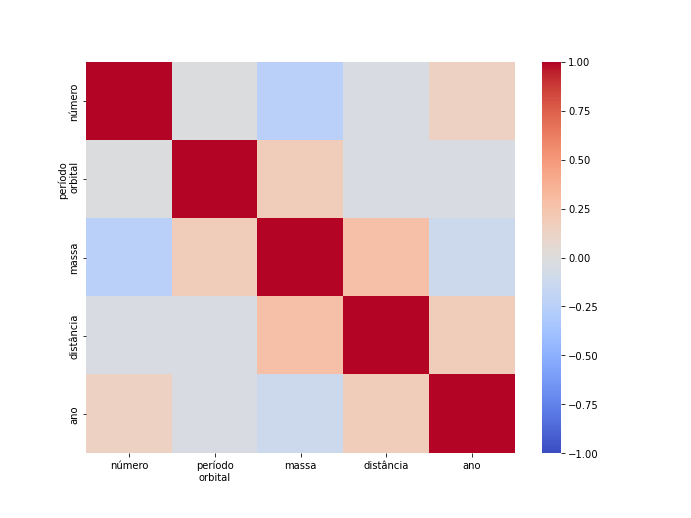 número
período
orbital
massa
distância
ano
número
período
orbital
massa
distância
ano
1.00
0.75
0.50
0.25
0.00
−0.25
−0.50
−0.75
−1.00